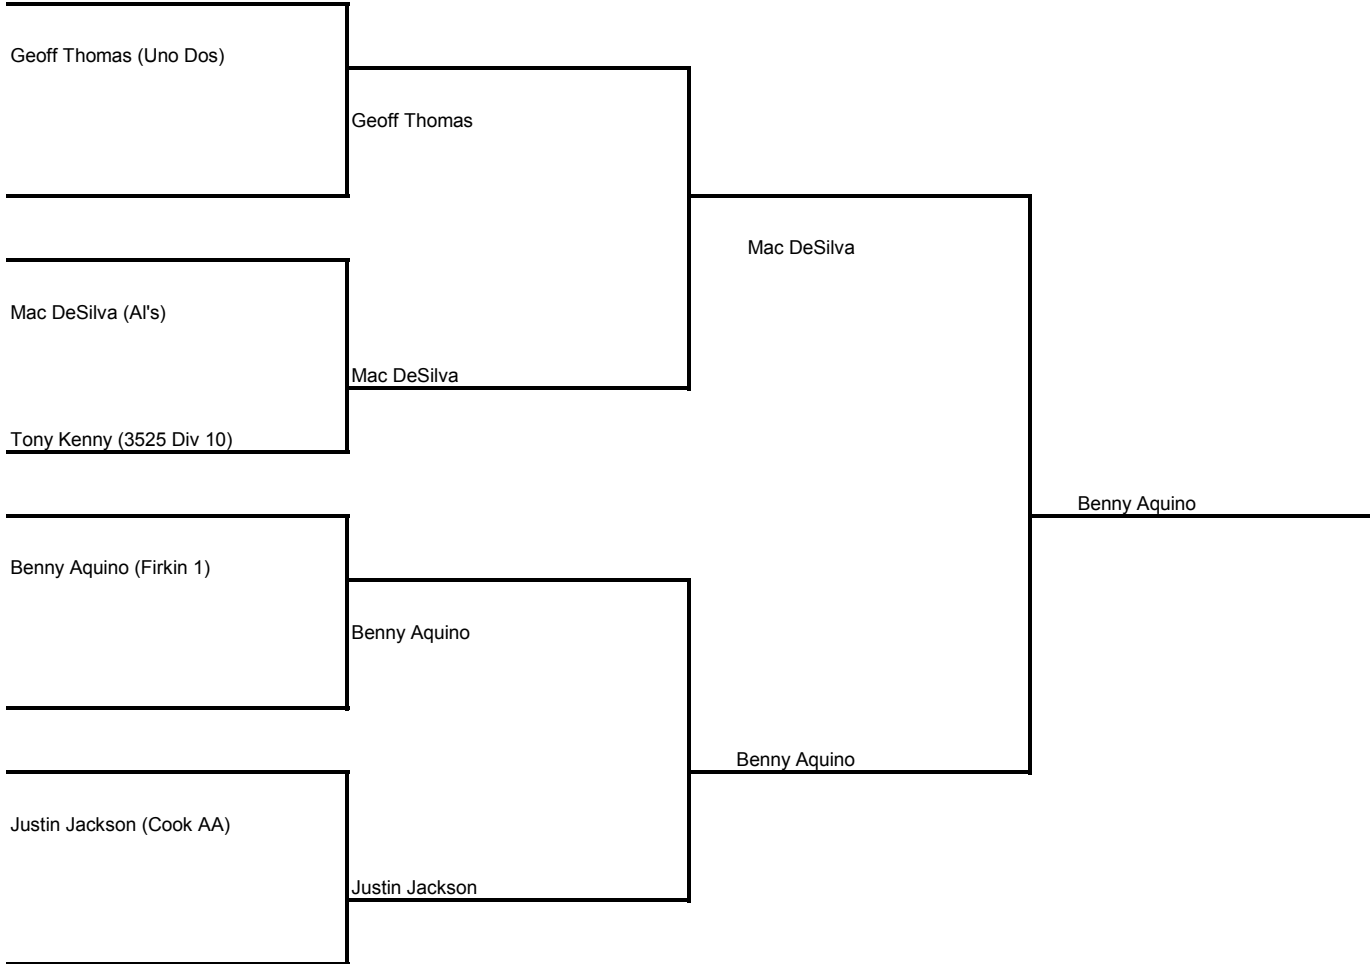 Geoff Thomas (Uno Dos)
Geoff Thomas
Mac DeSilva
Mac DeSilva (Al's)
Mac DeSilva
Tony Kenny (3525 Div 10)
Benny Aquino
Benny Aquino (Firkin 1)
Benny Aquino
Benny Aquino
Justin Jackson (Cook AA)
Justin Jackson